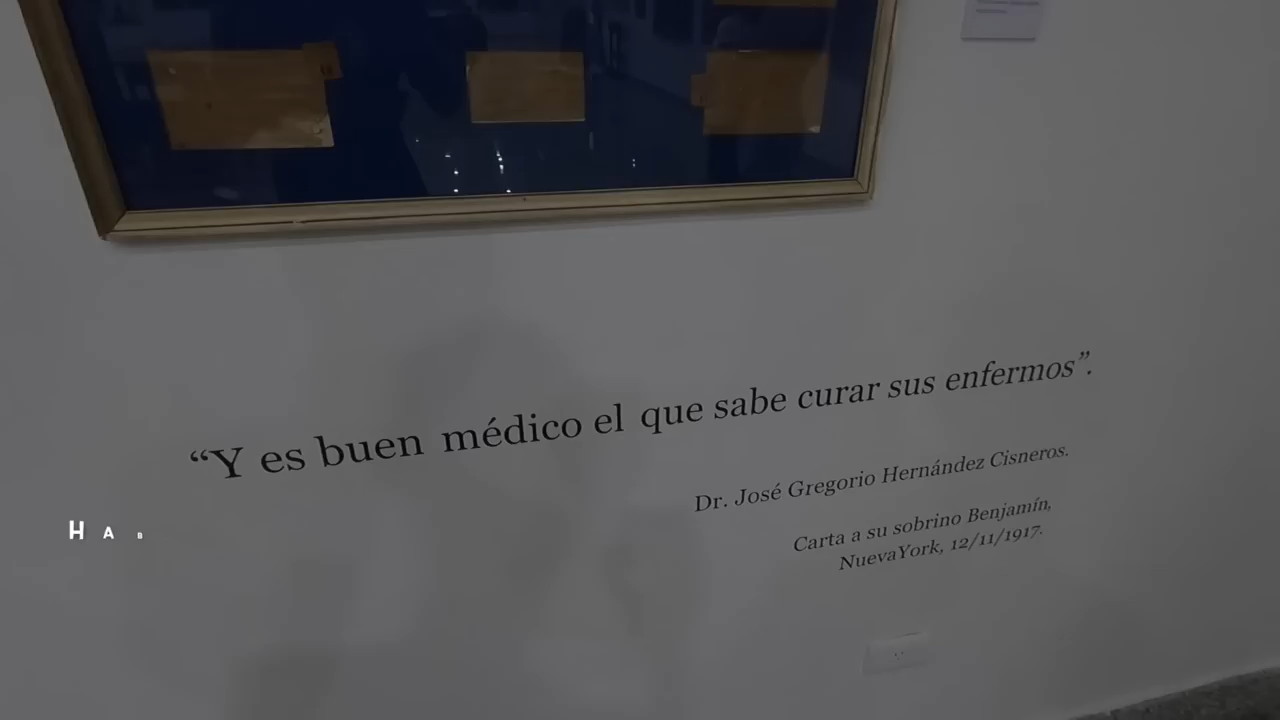 “Y es buen médico el que sabe curar sus enfermos”.
Dr. José Gregorio Hernández Cisneros.
Carta a su sobrino Benjamín,
NuevaYork, 12/11/1917.
H A B